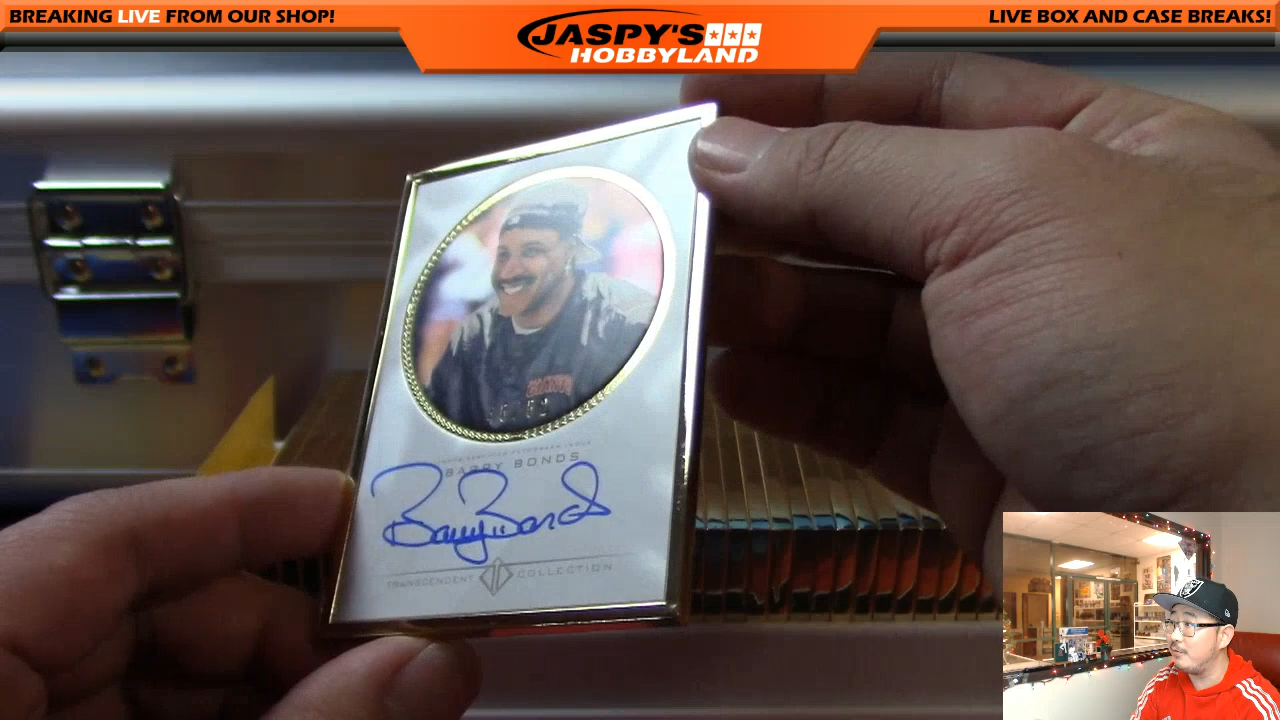 BREAKING LIVE FROM OUR SHOP!
JASPY'S
HOBBYLAND
LIVE BOX AND CASE BREAKS!
BARRY BONDS
Barry Bonds
TRANSCENDENT COLLECTION